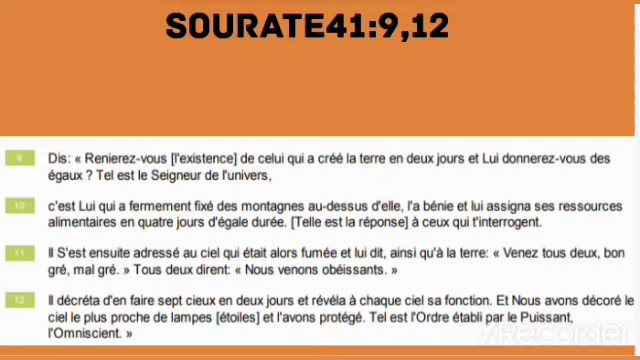 SOURATE41:9,12
9 Dis: « Renierez-vous [l'existence] de celui qui a créé la terre en deux jours et Lui donnerez-vous des
égaux ? Tel est le Seigneur de l'univers,
10 c'est Lui qui a fermement fixé des montagnes au-dessus d'elle, l'a bénie et lui assigna ses ressources
alimentaires en quatre jours d'égale durée. [Telle est la réponse] à ceux qui t'interrogent.
11 Il S'est ensuite adressé au ciel qui était alors fumée et lui dit, ainsi qu'à la terre: « Venez tous deux, bon
gré, mal gré. » Tous deux dirent: « Nous venons obéissants. »
12 Il décréta d'en faire sept cieux en deux jours et révéla à chaque ciel sa fonction. Et Nous avons décoré le
ciel le plus proche de lampes [étoiles] et l'avons protégé. Tel est l'Ordre établi par le Puissant,
l'Omniscient. »
XRecorder